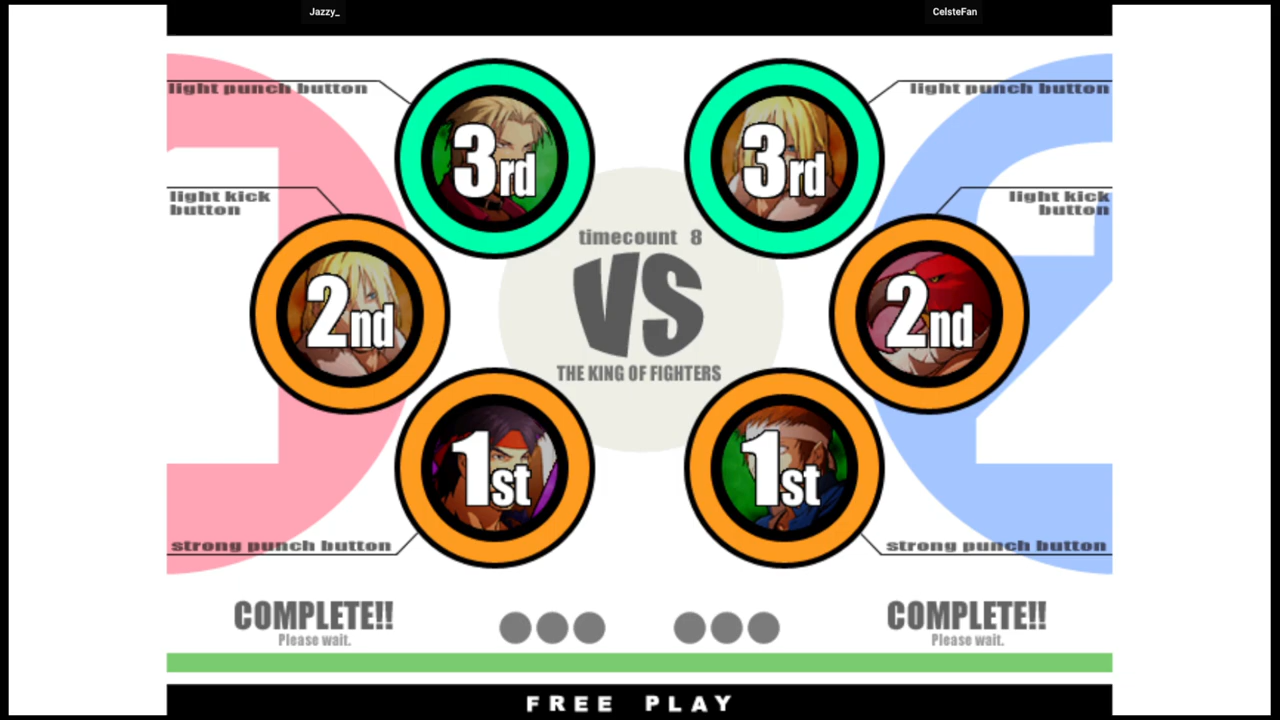 Jazzy_
CelsteFan
light punch button
light punch button
3rd
3rd
light kick
button
light kick
button
timecount 8
VS
THE KING OF FIGHTERS
2nd
2nd
1st
1st
strong punch button
strong punch button
COMPLETE!!
Please wait.
COMPLETE!!
Please wait.
FREE PLAY